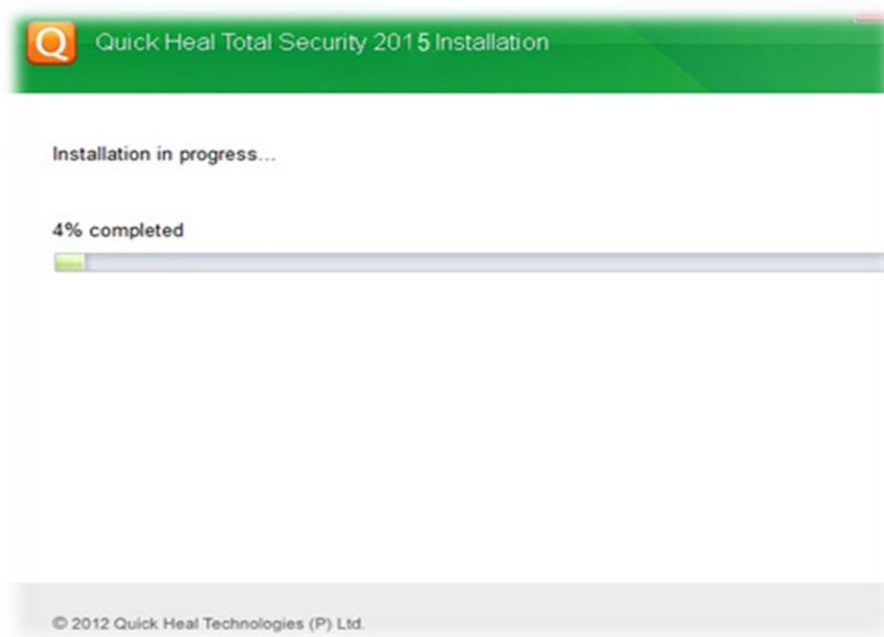 Q
Quick Heal Total Security 2015 Installation
Installation in progress...
4% completed
© 2012 Quick Heal Technologies (P) Ltd.